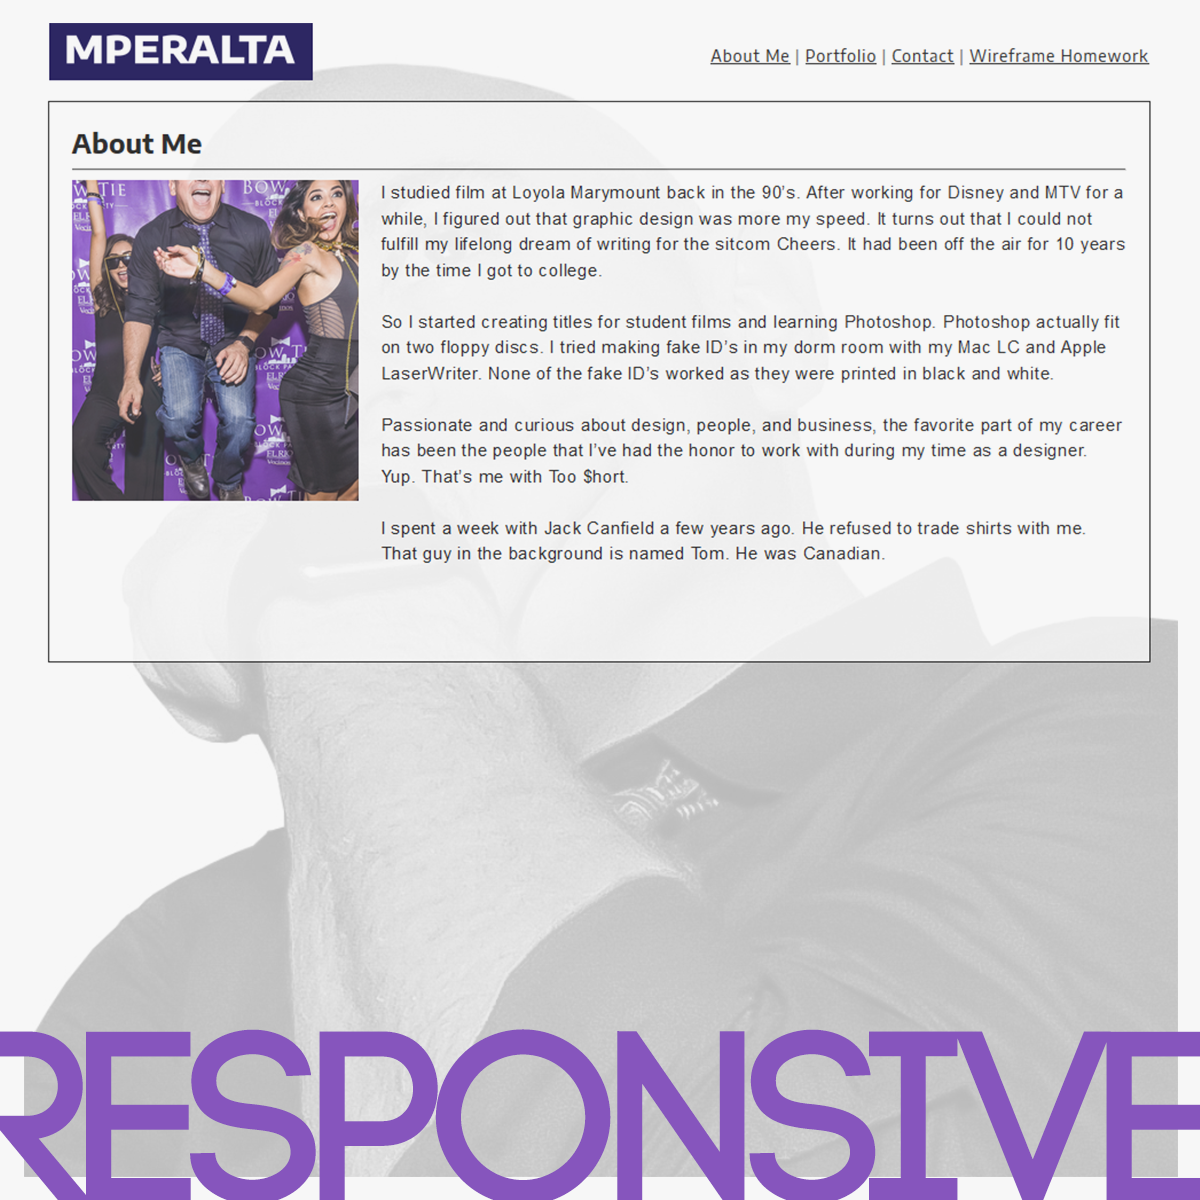 MPERALTA
About Me | Portfolio | Contact | Wireframe Homework
About Me
I studied film at Loyola Marymount back in the 90’s. After working for Disney and MTV for a
while, I figured out that graphic design was more my speed. It turns out that I could not
fulfill my lifelong dream of writing for the sitcom Cheers. It had been off the air for 10 years
by the time I got to college.
So I started creating titles for student films and learning Photoshop. Photoshop actually fit
on two floppy discs. I tried making fake ID’s in my dorm room with my Mac LC and Apple
LaserWriter. None of the fake ID’s worked as they were printed in black and white.
Passionate and curious about design, people, and business, the favorite part of my career
has been the people that I’ve had the honor to work with during my time as a designer.
Yup. That’s me with Too $hort.
I spent a week with Jack Canfield a few years ago. He refused to trade shirts with me.
That guy in the background is named Tom. He was Canadian.
RESPONSIVE